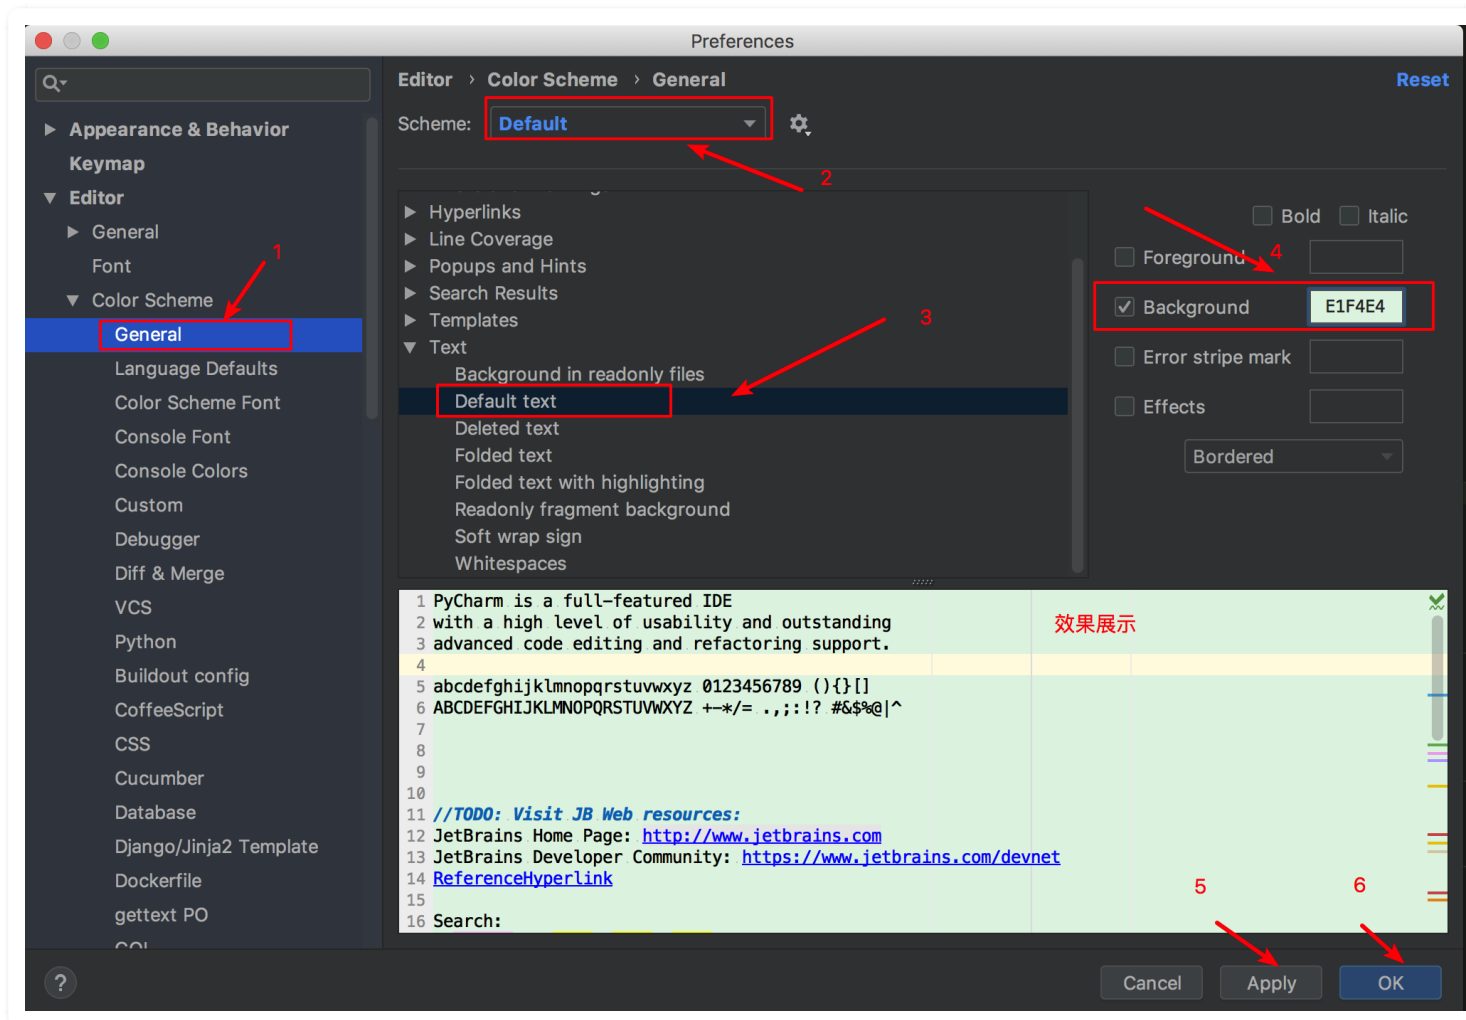 Preferences
Editor › Color Scheme › General
Reset
Scheme: Default
2
Appearance & Behavior
Keymap
Editor
General
Font
1
Color Scheme
General
Language Defaults
Color Scheme Font
Console Font
Console Colors
Custom
Debugger
Diff & Merge
VCS
Python
Buildout config
CoffeeScript
CSS
Cucumber
Database
Django/Jinja2 Template
Dockerfile
gettext PO
Hyperlinks
Line Coverage
Popups and Hints
Search Results
Templates
Text
Background in readonly files
Default text
Deleted text
Folded text
Folded text with highlighting
Readonly fragment background
Soft wrap sign
Whitespaces
3
Bold Italic
Foreground
4
Background E1F4E4
Error stripe mark
Effects
Bordered
1 PyCharm is a full-featured IDE
2 with a high level of usability and outstanding
3 advanced code editing and refactoring support.
4
5 abcdefghijklmnopqrstuvwxyz 0123456789 (){}[]
6 ABCDEFGHIJKLMNOPQRSTUVWXYZ +-*/= .,;:!? #&$%@|^
7
8
9
10
11 //TODO: Visit JB Web resources:
12 JetBrains Home Page: http://www.jetbrains.com
13 JetBrains Developer Community: https://www.jetbrains.com/devnet
14 ReferenceHyperlink
15
16 Search:
效果展示
5
6
?
Cancel
Apply
OK